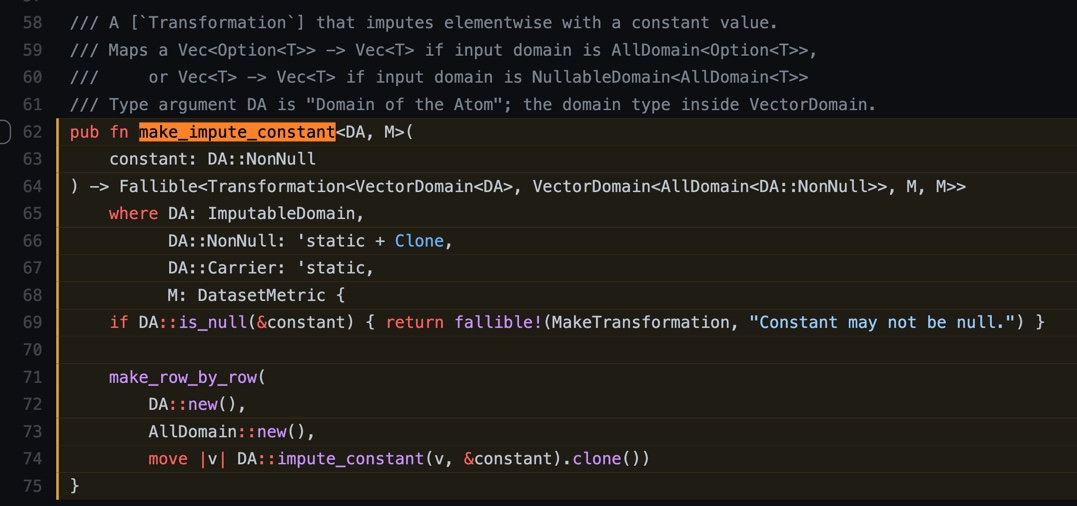 58 /// A [`Transformation`] that imputes elementwise with a constant value.
59 /// Maps a Vec<Option<T>> -> Vec<T> if input domain is AllDomain<Option<T>>,
60 ///     or Vec<T> -> Vec<T> if input domain is NullableDomain<AllDomain<T>>
61 /// Type argument DA is "Domain of the Atom"; the domain type inside VectorDomain.
62 pub fn make_impute_constant<DA, M>(
63     constant: DA::NonNull
64 ) -> Fallible<Transformation<VectorDomain<DA>, VectorDomain<AllDomain<DA::NonNull>>, M, M>>
65     where DA: ImputableDomain,
66           DA::NonNull: 'static + Clone,
67           DA::Carrier: 'static,
68           M: DatasetMetric {
69     if DA::is_null(&constant) { return fallible!(MakeTransformation, "Constant may not be null.") }
70
71     make_row_by_row(
72         DA::new(),
73         AllDomain::new(),
74         move |v| DA::impute_constant(v, &constant).clone())
75 }